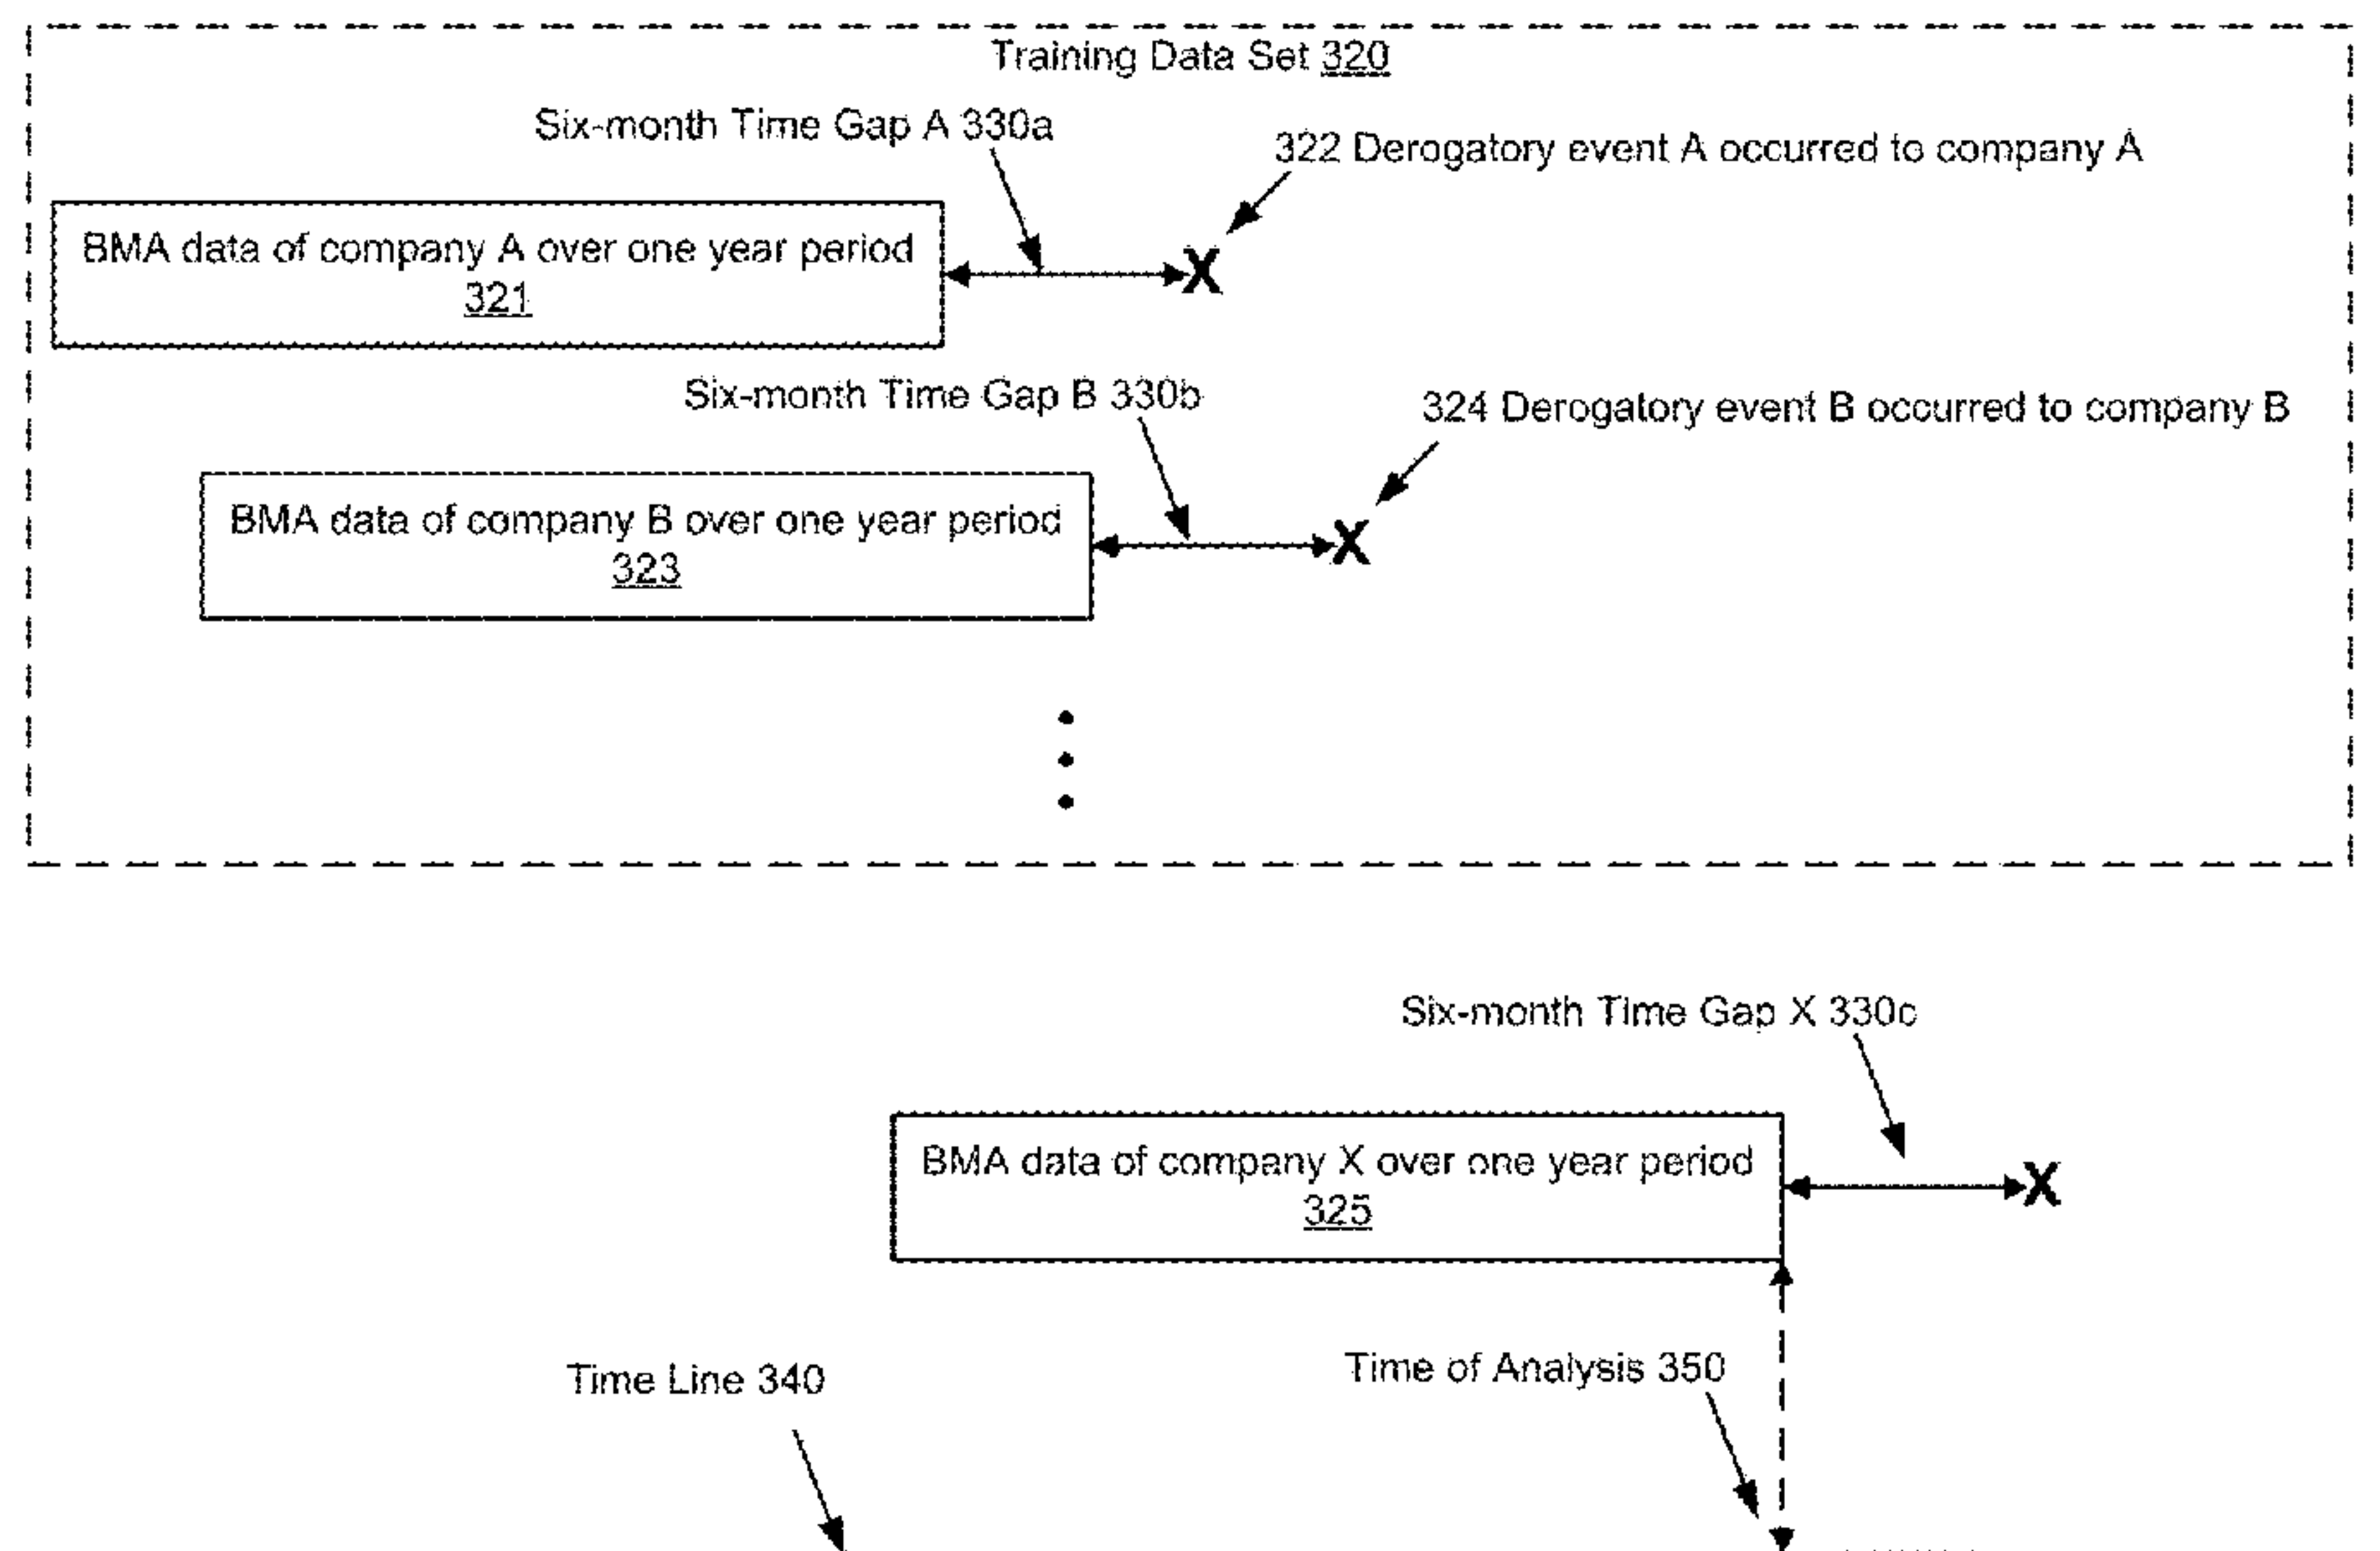 Training Data Set 320
Six-month Time Gap A 330a
322 Derogatory event A occurred to company A
BMA data of company A over one year period
321
X
Six-month Time Gap B 330b
324 Derogatory event B occurred to company B
BMA data of company B over one year period
323
X
Six-month Time Gap X 330c
BMA data of company X over one year period
325
X
Time of Analysis 350
Time Line 340